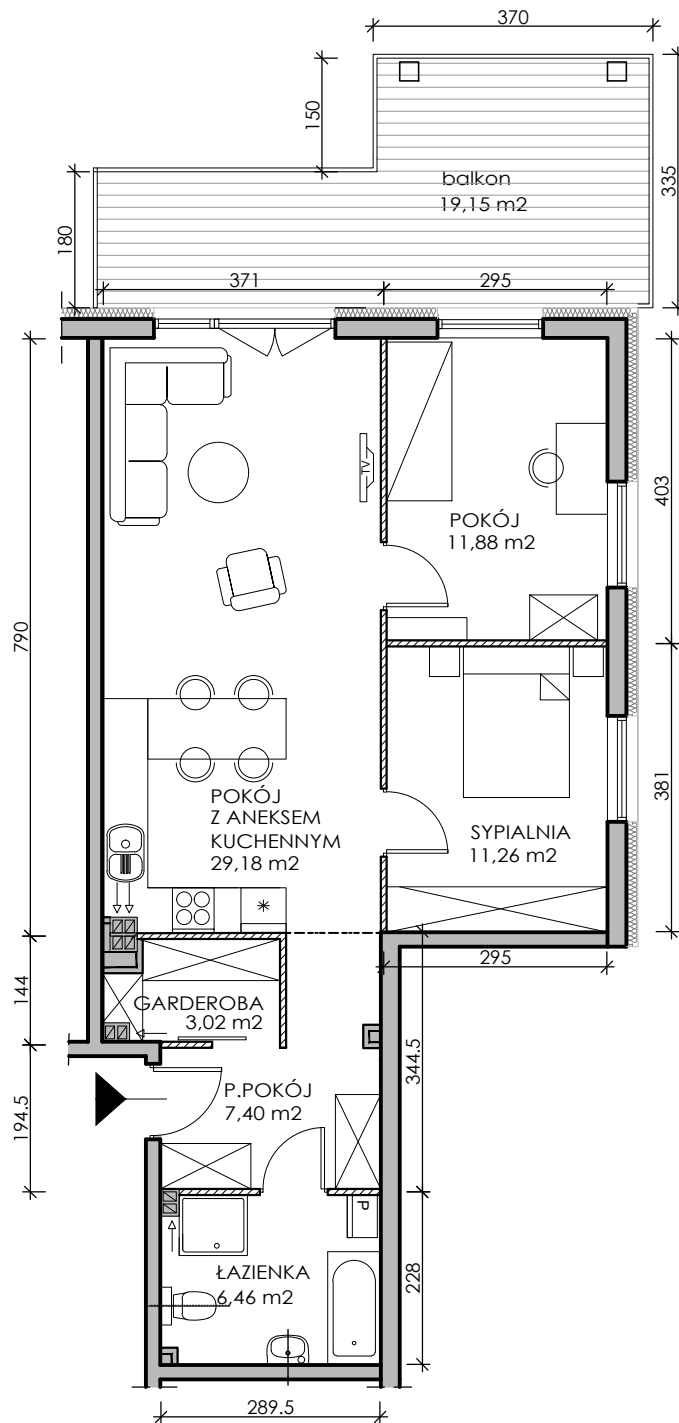 370
150
335
balkon
19,15 m2
180
371
295
TV
403
POKÓJ
11,88 m2
790
POKÓJ
Z ANEKSEM
KUCHENNYM
29,18 m2
SYPIALNIA
11,26 m2
381
295
144
GARDEROBA
3,02 m2
344.5
P.POKÓJ
7,40 m2
194.5
P
ŁAZIENKA
6,46 m2
228
289.5